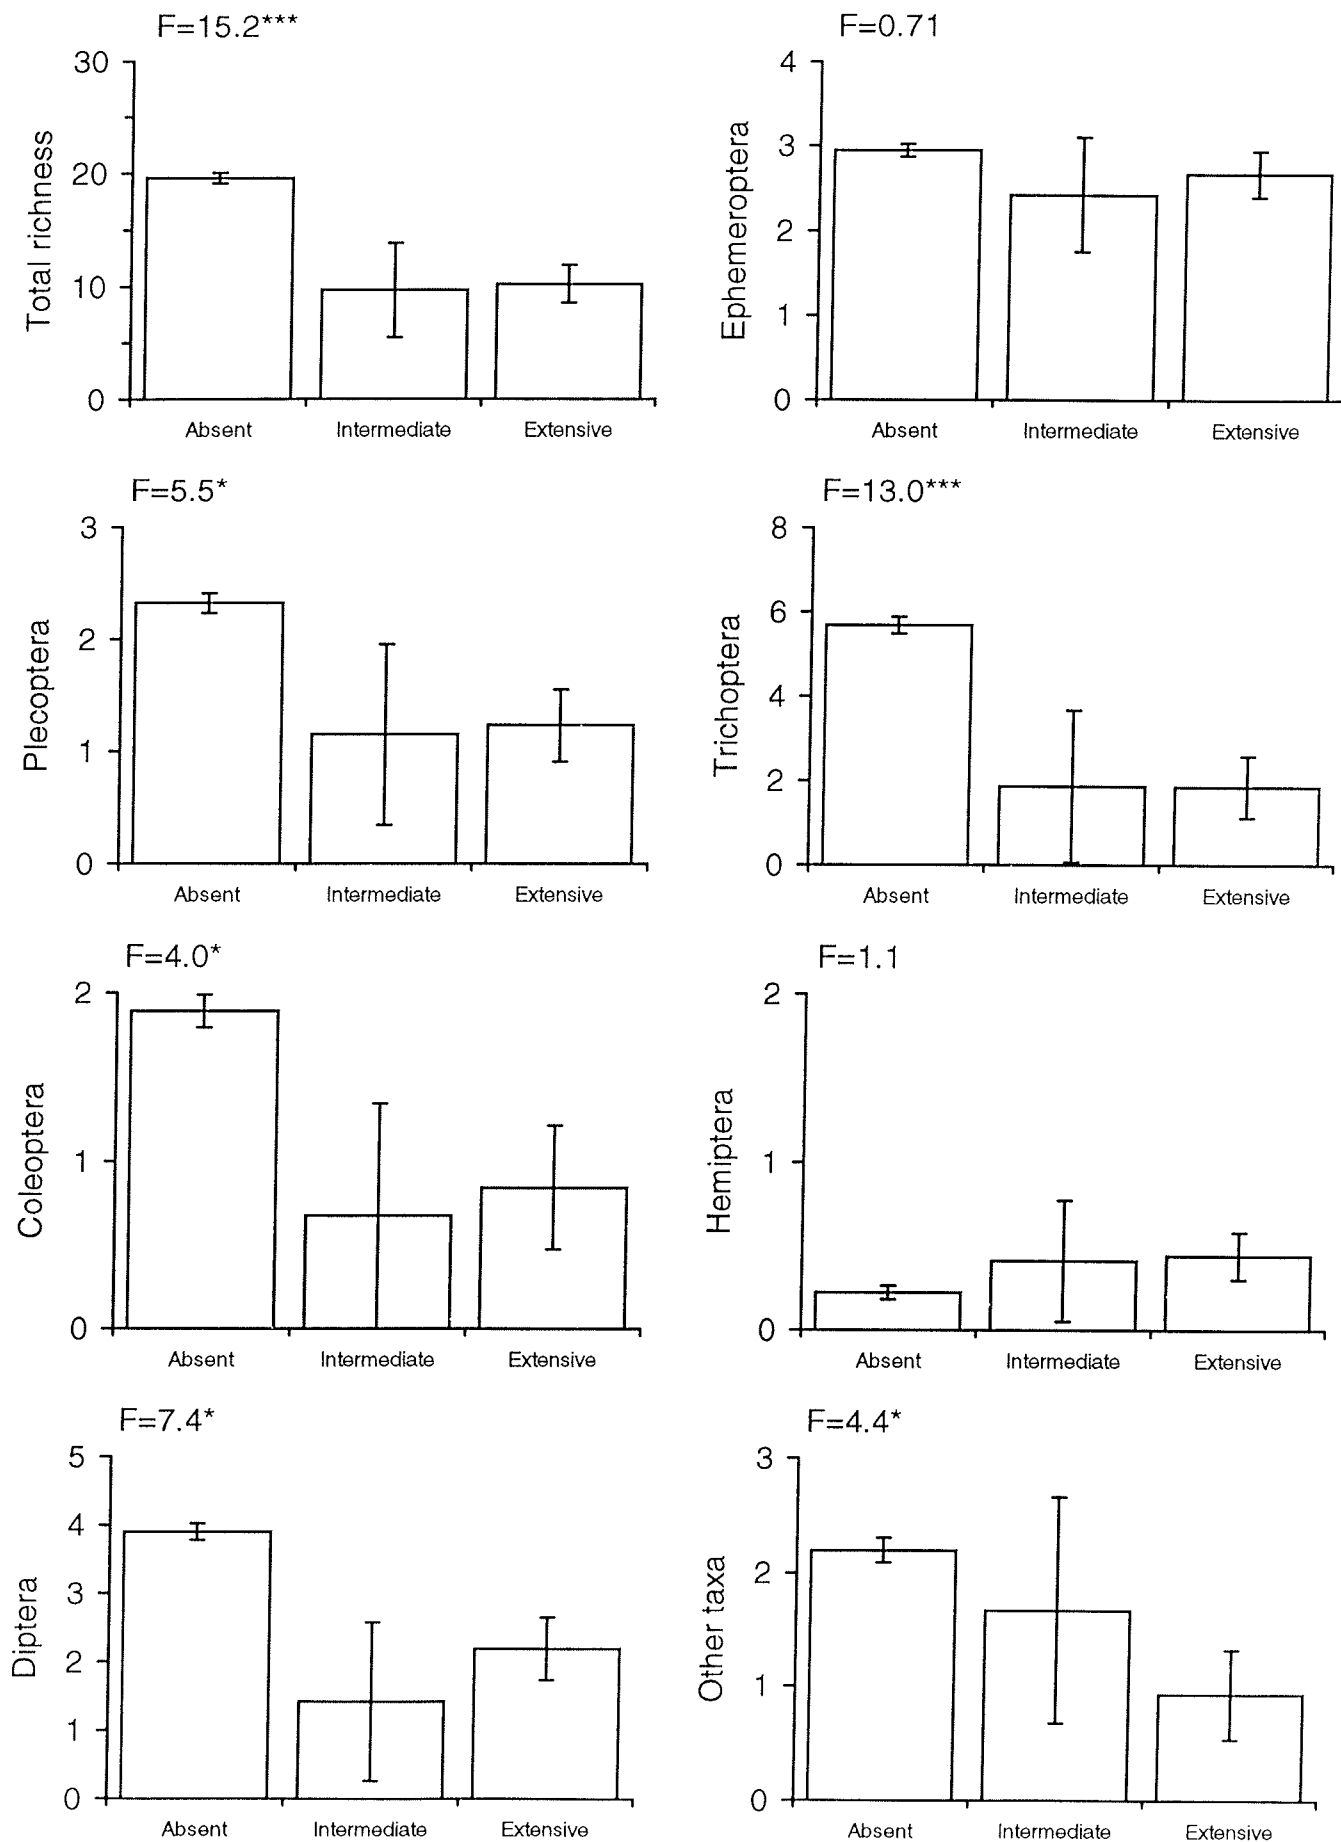 F=15.2***
Total richness
30
20
10
0
Absent Intermediate Extensive
F=0.71
Ephemeroptera
4
3
2
1
0
Absent Intermediate Extensive
F=5.5*
Plecoptera
3
2
1
0
Absent Intermediate Extensive
F=13.0***
Trichoptera
8
6
4
2
0
Absent Intermediate Extensive
F=4.0*
Coleoptera
2
1
0
Absent Intermediate Extensive
F=1.1
Hemiptera
2
1
0
Absent Intermediate Extensive
F=7.4*
Diptera
5
4
3
2
1
0
Absent Intermediate Extensive
F=4.4*
Other taxa
3
2
1
0
Absent Intermediate Extensive